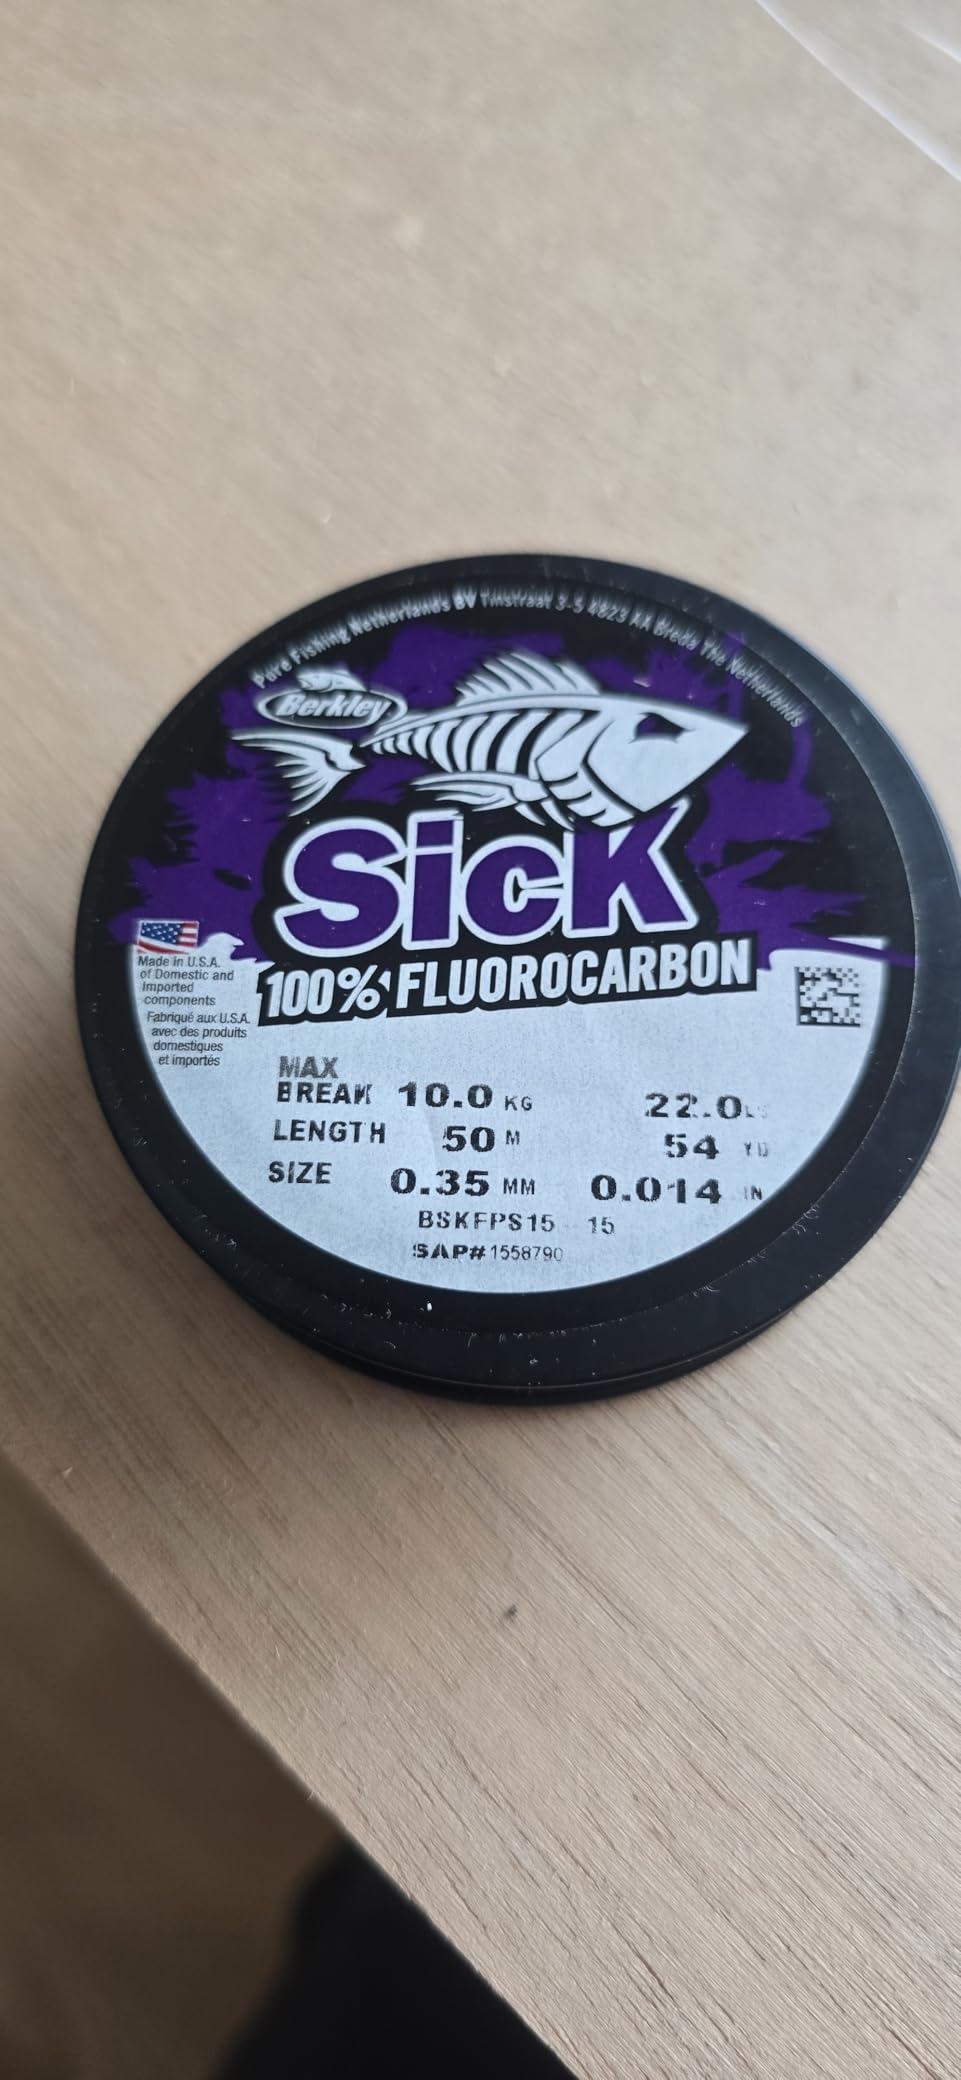 Pure Fishing Netherlands BV Tinstraat 3-5 4823 AA Breda The Netherlands
Berkley
SicK
100% FLUOROCARBON
Made in U.S.A.
of Domestic and
Imported
components
Fabriqué aux U.S.A.
avec des produits
domestiques
et importés
MAX
BREAK 10.0 KG 22.0
LENGTH 50 M 54 YD
SIZE 0.35 MM 0.014 IN
BSKFPS15 - 15
SAP# 1558790